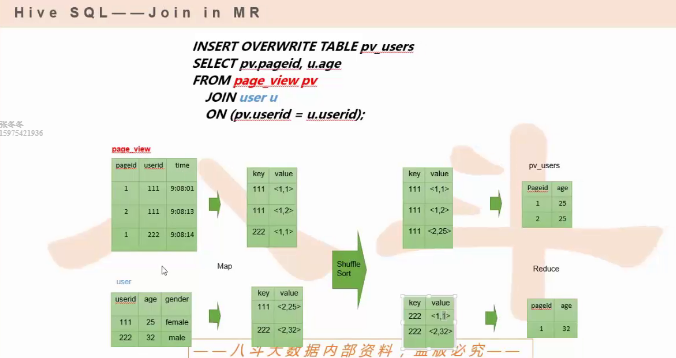 Hive SQL——Join in MR
INSERT OVERWRITE TABLE pv_users
SELECT pv.pageid, u.age
FROM page_view pv
JOIN user u
ON (pv.userid = u.userid);
张冬冬
15975421936
page_view
pageid userid time
1 111 9:08:01
2 111 9:08:13
1 222 9:08:14
key value
111 <1,1>
111 <1,2>
222 <1,1>
key value
111 <1,1>
111 <1,2>
111 <2,25>
pv_users
Pageid age
1 25
2 25
Map
Shuffle
Sort
Reduce
user
userid age gender
111 25 female
222 32 male
key value
111 <2,25>
222 <2,32>
key value
222 <1,1>
222 <2,32>
pageid age
1 32
——八斗大数据内部资料，盗版必究——